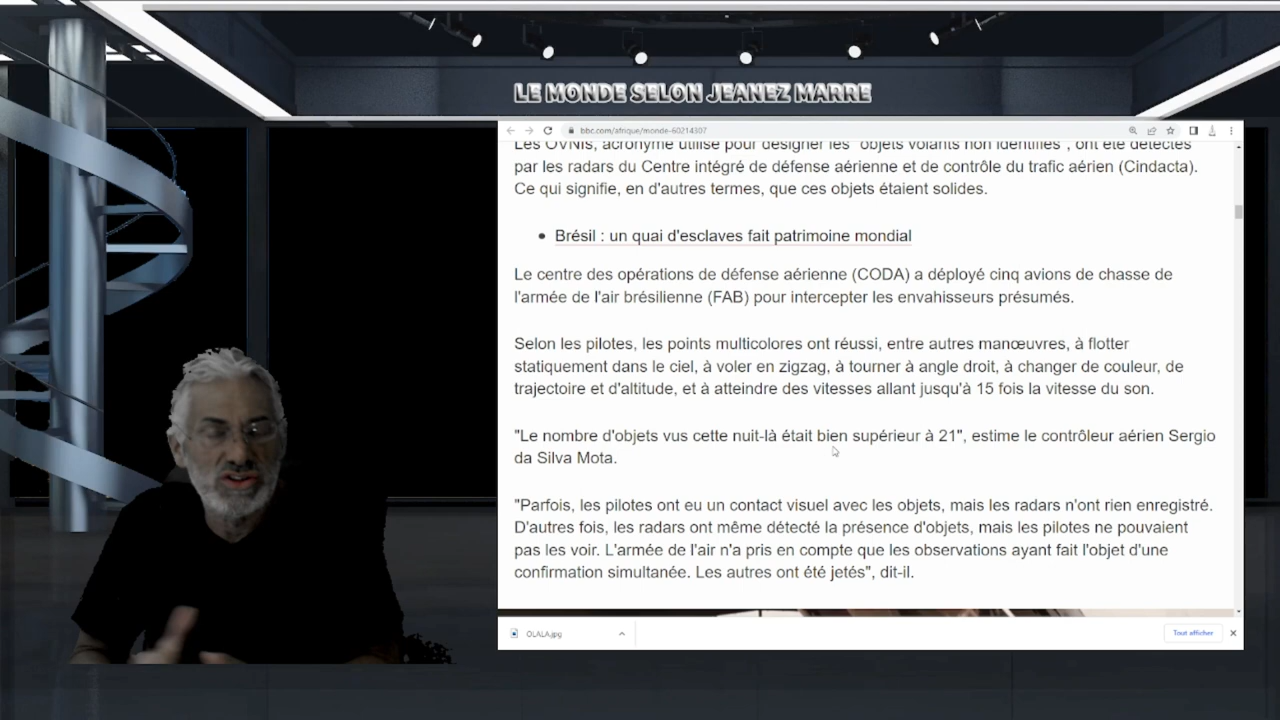 LE MONDE SELON JEANEZ MARRE
bbc.com/afrique/monde-60214307
Les OVNIS, acronyme utilisé pour désigner les "objets volants non identifiés", ont été détectés
par les radars du Centre intégré de défense aérienne et de contrôle du trafic aérien (Cindacta).
Ce qui signifie, en d'autres termes, que ces objets étaient solides.
• Brésil : un quai d'esclaves fait patrimoine mondial
Le centre des opérations de défense aérienne (CODA) a déployé cinq avions de chasse de
l'armée de l'air brésilienne (FAB) pour intercepter les envahisseurs présumés.
Selon les pilotes, les points multicolores ont réussi, entre autres manœuvres, à flotter
statiquement dans le ciel, à voler en zigzag, à tourner à angle droit, à changer de couleur, de
trajectoire et d'altitude, et à atteindre des vitesses allant jusqu'à 15 fois la vitesse du son.
"Le nombre d'objets vus cette nuit-là était bien supérieur à 21", estime le contrôleur aérien Sergio
da Silva Mota.
"Parfois, les pilotes ont eu un contact visuel avec les objets, mais les radars n'ont rien enregistré.
D'autres fois, les radars ont même détecté la présence d'objets, mais les pilotes ne pouvaient
pas les voir. L'armée de l'air n'a pris en compte que les observations ayant fait l'objet d'une
confirmation simultanée. Les autres ont été jetés", dit-il.
OLALA.jpg
Tout afficher